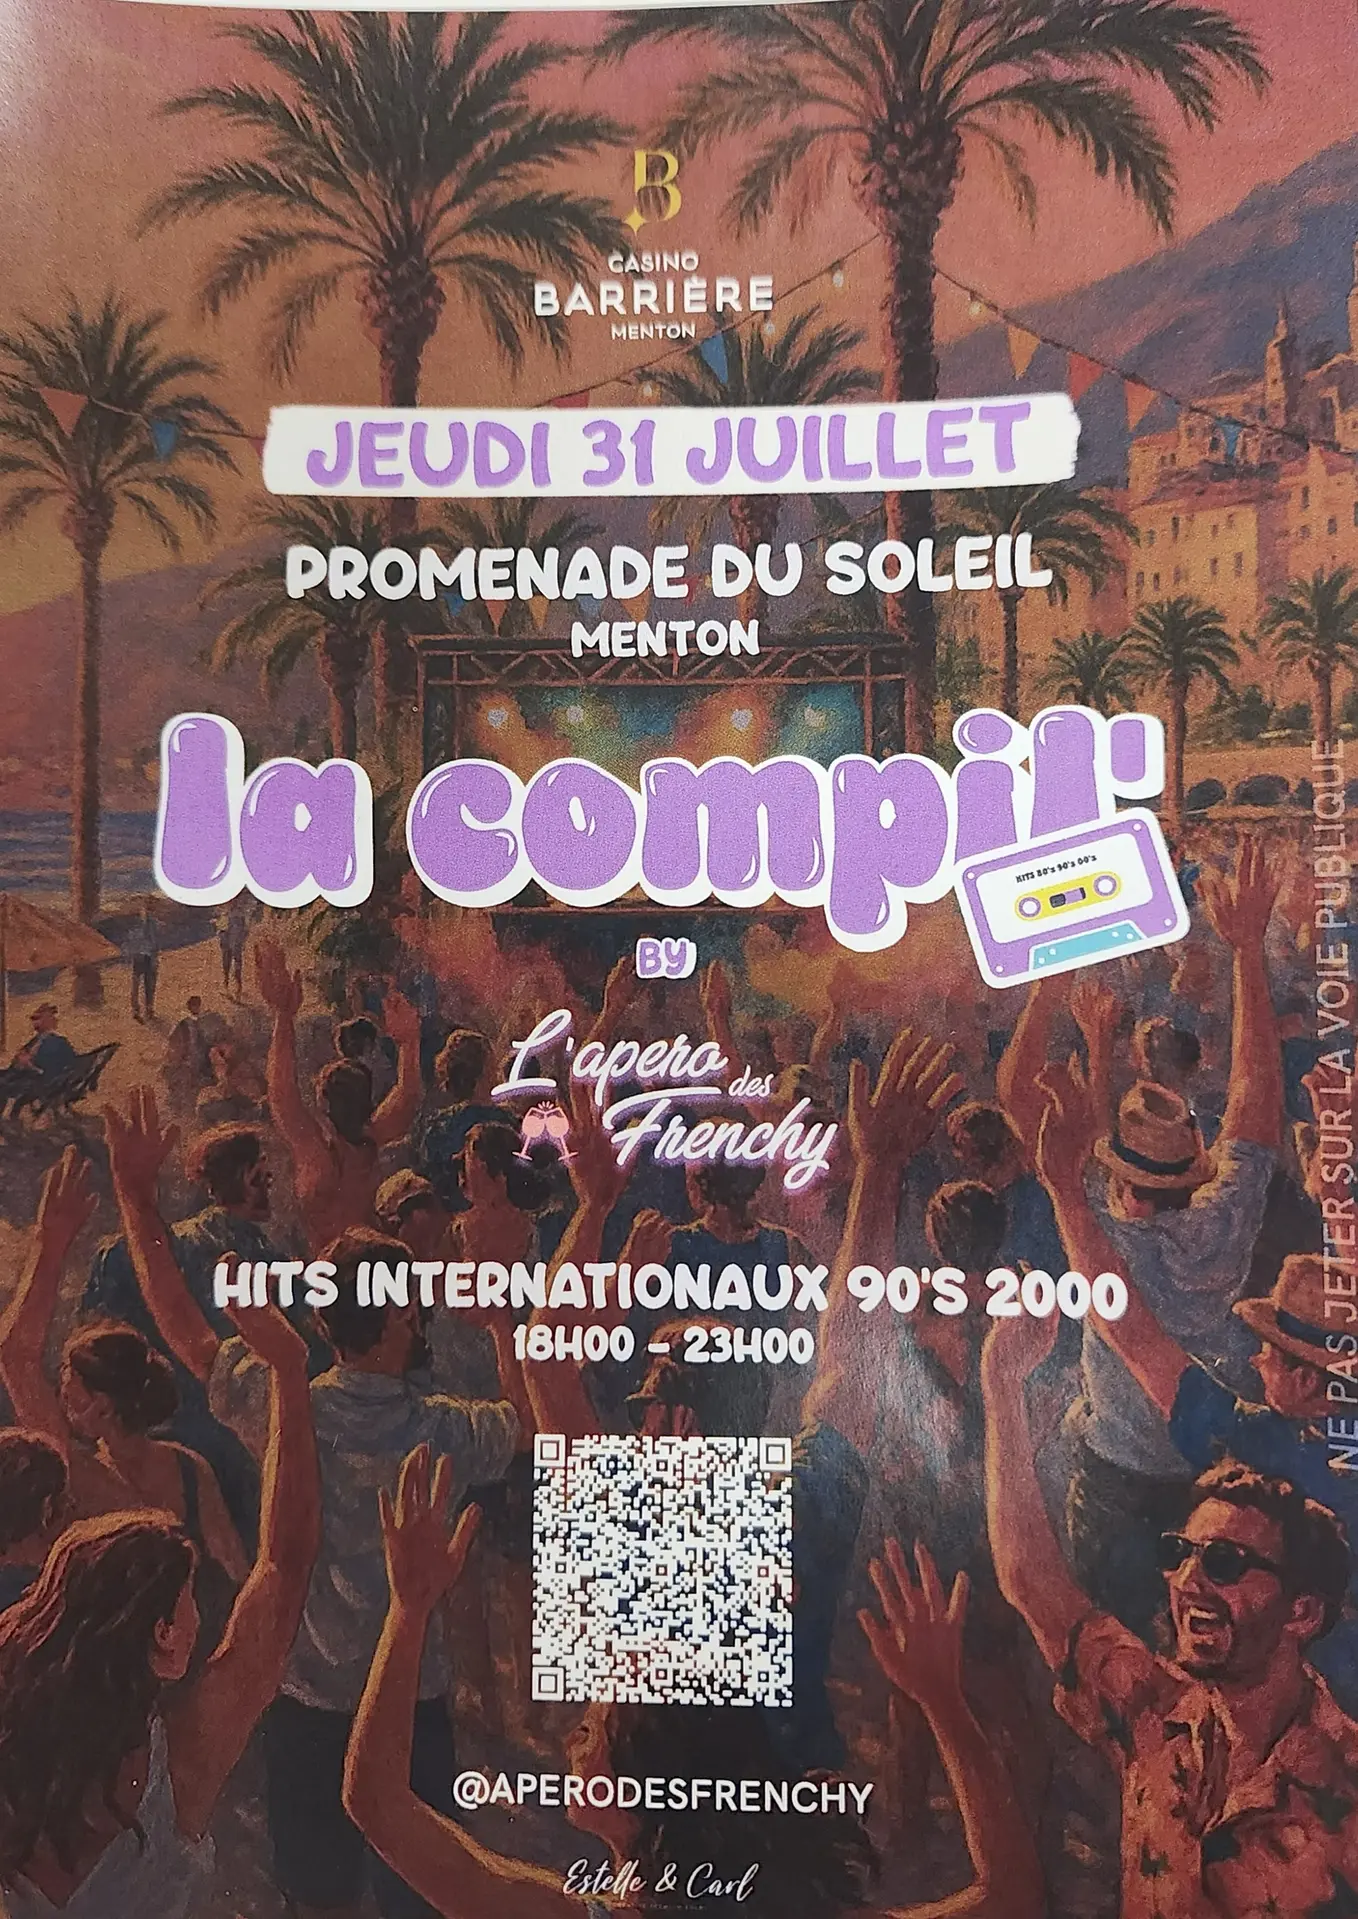 B
CASINO
BARRIÈRE
MENTON
JEUDI 31 JUILLET
PROMENADE DU SOLEIL
MENTON
la compil'
HITS 80's 90's 00's
BY
L'apero des
Frenchy
HITS INTERNATIONAUX 90'S 2000
18H00 - 23H00
@APERODESFRENCHY
Estelle & Carl
NE PAS JETER SUR LA VOIE PUBLIQUE